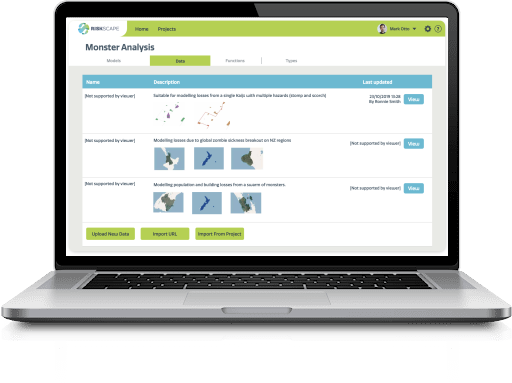 RISKSCAPE
Home Projects
Mark Otto
Monster Analysis
Models Data Functions Types
Name Description Last updated
[Not supported by viewer] Suitable for modelling losses from a single Kaiju with multiple hazards (stomp and scorch) 23/10/2019 15:28 View
By Ronnie Smith
[Not supported by viewer] Modelling losses due to global zombie sickness breakout on NZ regions [Not supported by viewer] View
[Not supported by viewer] Modelling population and building losses from a swarm of monsters. [Not supported by viewer] View
Upload New Data Import URL Import From Project